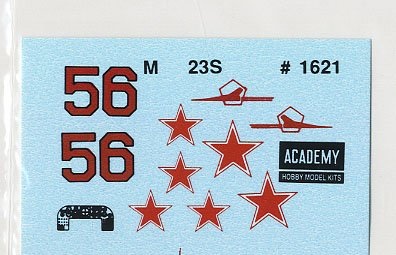 56 M 23S # 1621
56
ACADEMY
HOBBY MODEL KITS